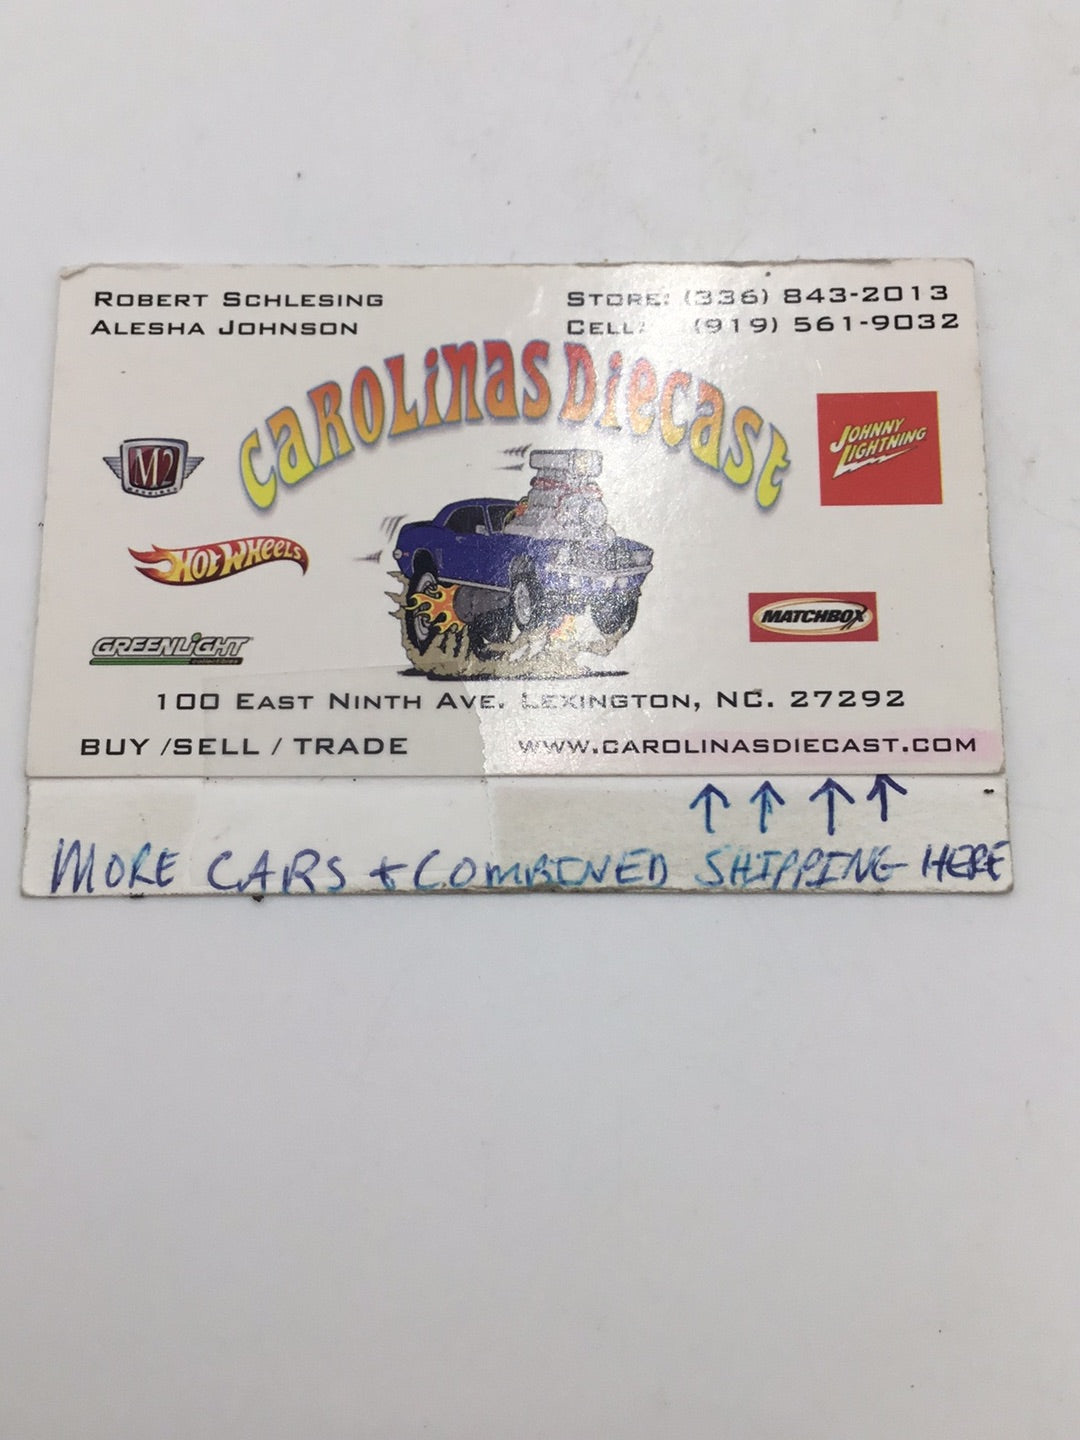 ROBERT SCHLESING
ALESHA JOHNSON
STORE: (336) 843-2013
CELL: (919) 561-9032
CAROLINAS DIECAST
M2
MACHINES
JOHNNY
LIGHTNING
HOT WHEELS
MATCHBOX
GREENLIGHT
collectibles
100 EAST NINTH AVE. LEXINGTON, NC. 27292
BUY /SELL / TRADE
WWW.CAROLINASDIECAST.COM
MORE CARS + COMBINED SHIPPING HERE